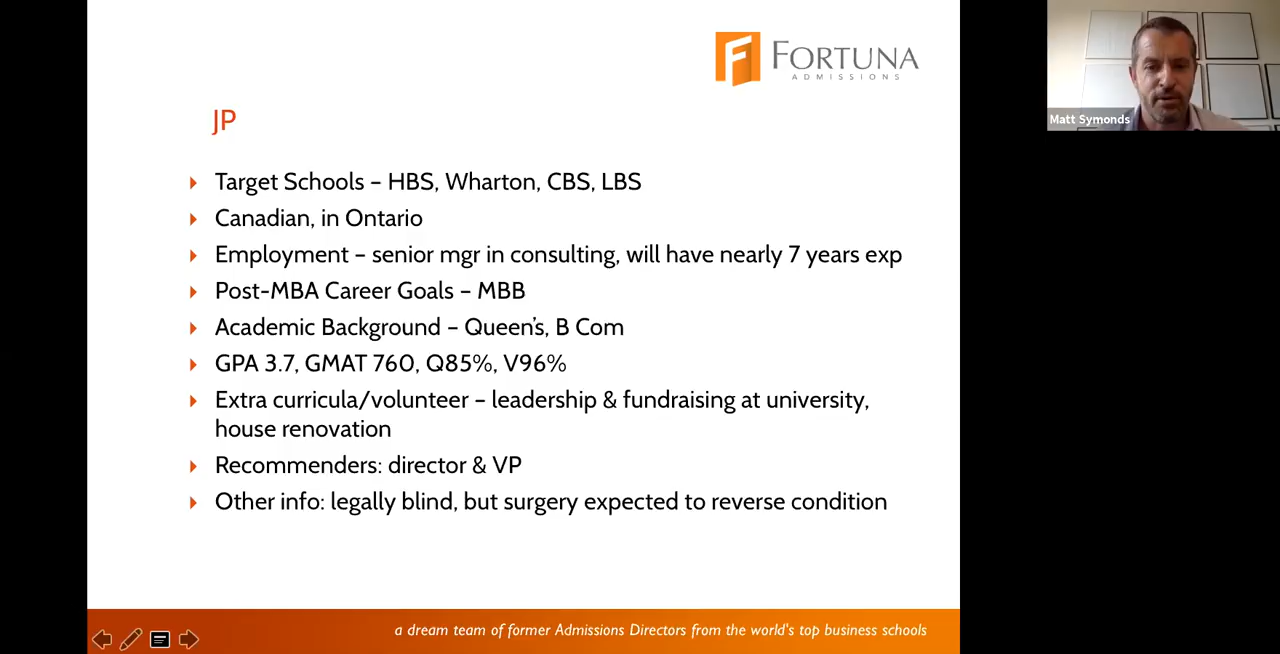 FORTUNA
ADMISSIONS
Matt Symonds
JP
Target Schools – HBS, Wharton, CBS, LBS
Canadian, in Ontario
Employment – senior mgr in consulting, will have nearly 7 years exp
Post-MBA Career Goals – MBB
Academic Background – Queen's, B Com
GPA 3.7, GMAT 760, Q85%, V96%
Extra curricula/volunteer – leadership & fundraising at university,
house renovation
Recommenders: director & VP
Other info: legally blind, but surgery expected to reverse condition
a dream team of former Admissions Directors from the world's top business schools